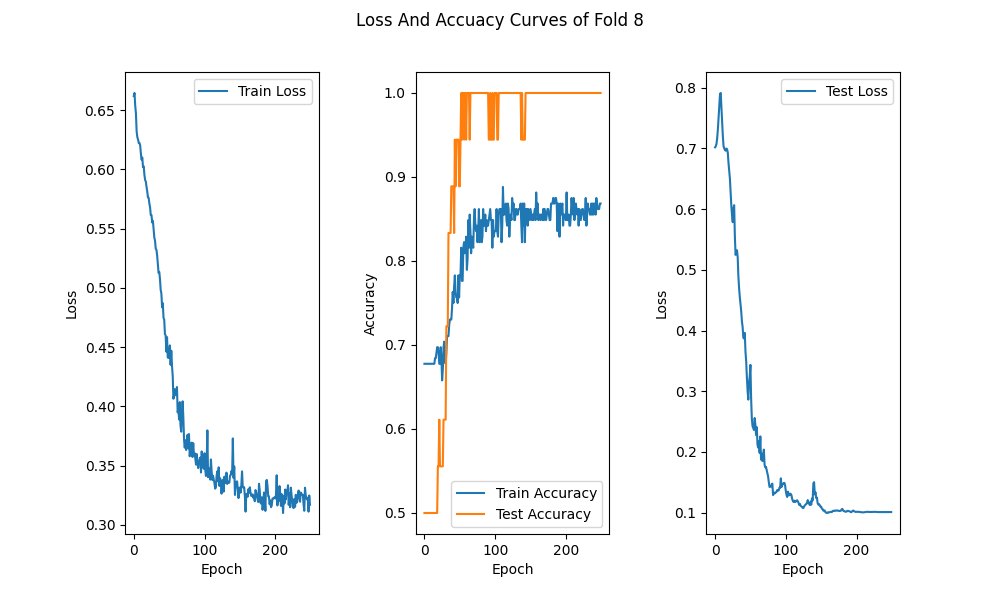 Loss And Accuacy Curves of Fold 8
Train Loss
0.65
0.60
0.55
0.50
0.45
0.40
0.35
0.30
Loss
0
100
200
Epoch
1.0
0.9
0.8
0.7
0.6
0.5
Accuracy
Train Accuracy
Test Accuracy
0
100
200
Epoch
Test Loss
0.8
0.7
0.6
0.5
0.4
0.3
0.2
0.1
Loss
0
100
200
Epoch